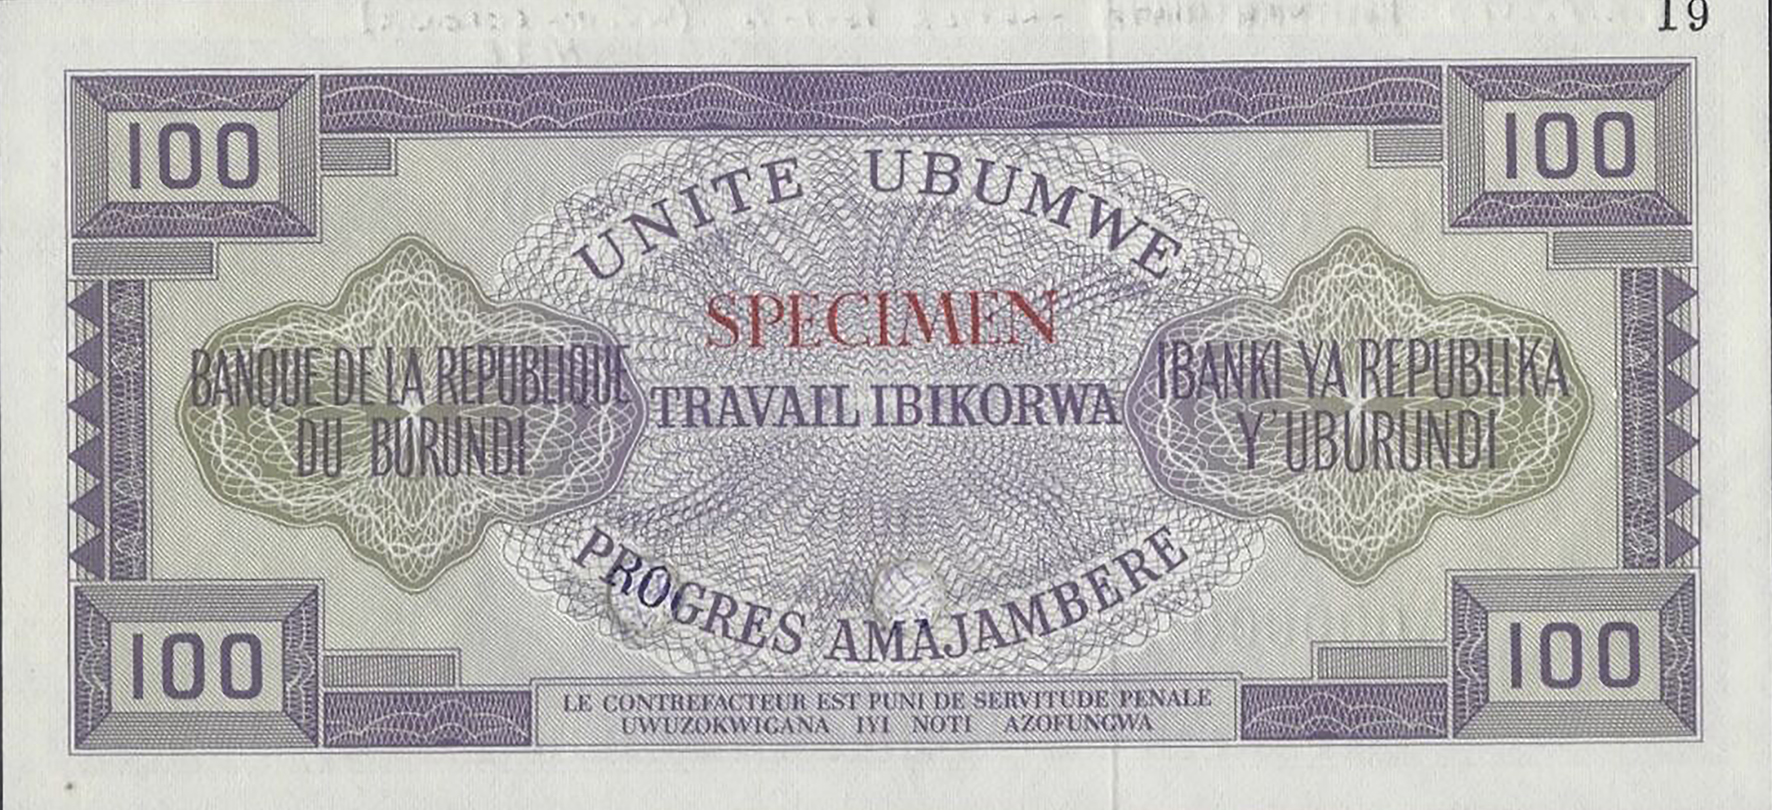 19
100
100
UNITE UBUMWE
SPECIMEN
BANQUE DE LA REPUBLIQUE
DU BURUNDI
TRAVAIL IBIKORWA
IBANKI YA REPUBLIKA
Y'UBURUNDI
PROGRES AMAJAMBERE
100
100
LE CONTREFACTEUR EST PUNI DE SERVITUDE PENALE
UWUZOKWIGANA IYI NOTI AZOFUNGWA